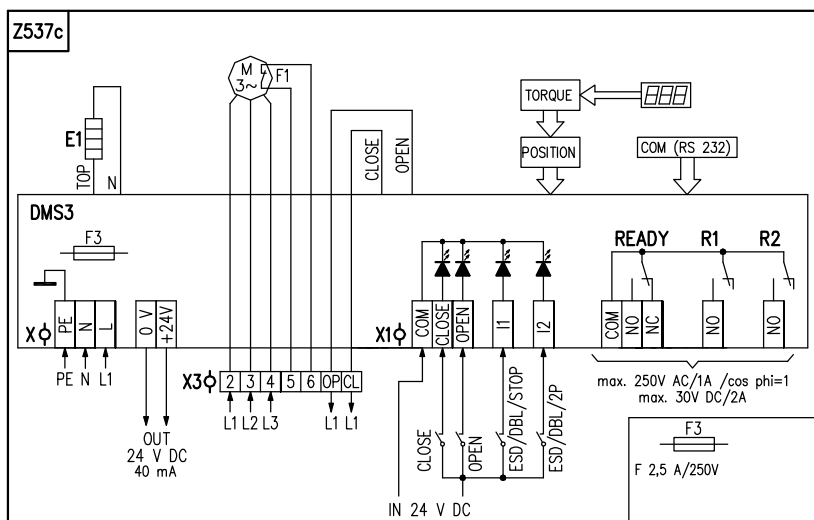 Z537c
M
3~
F1
E1
TOP
N
CLOSE
OPEN
TORQUE
POSITION
COM (RS 232)
DMS3
F3
READY
R1
R2
X
PE
N
L
0 V
+24V
X1
COM
CLOSE
OPEN
I1
I2
COM
NO
NC
NO
NO
PE N L1
X3
2
3
4
5
6
OP
CL
L1 L2 L3
L1 L1
OUT
24 V DC
40 mA
CLOSE
OPEN
ESD/DBL/STOP
ESD/DBL/2P
IN 24 V DC
max. 250V AC/1A /cos phi=1
max. 30V DC/2A
F3
F 2,5 A/250V